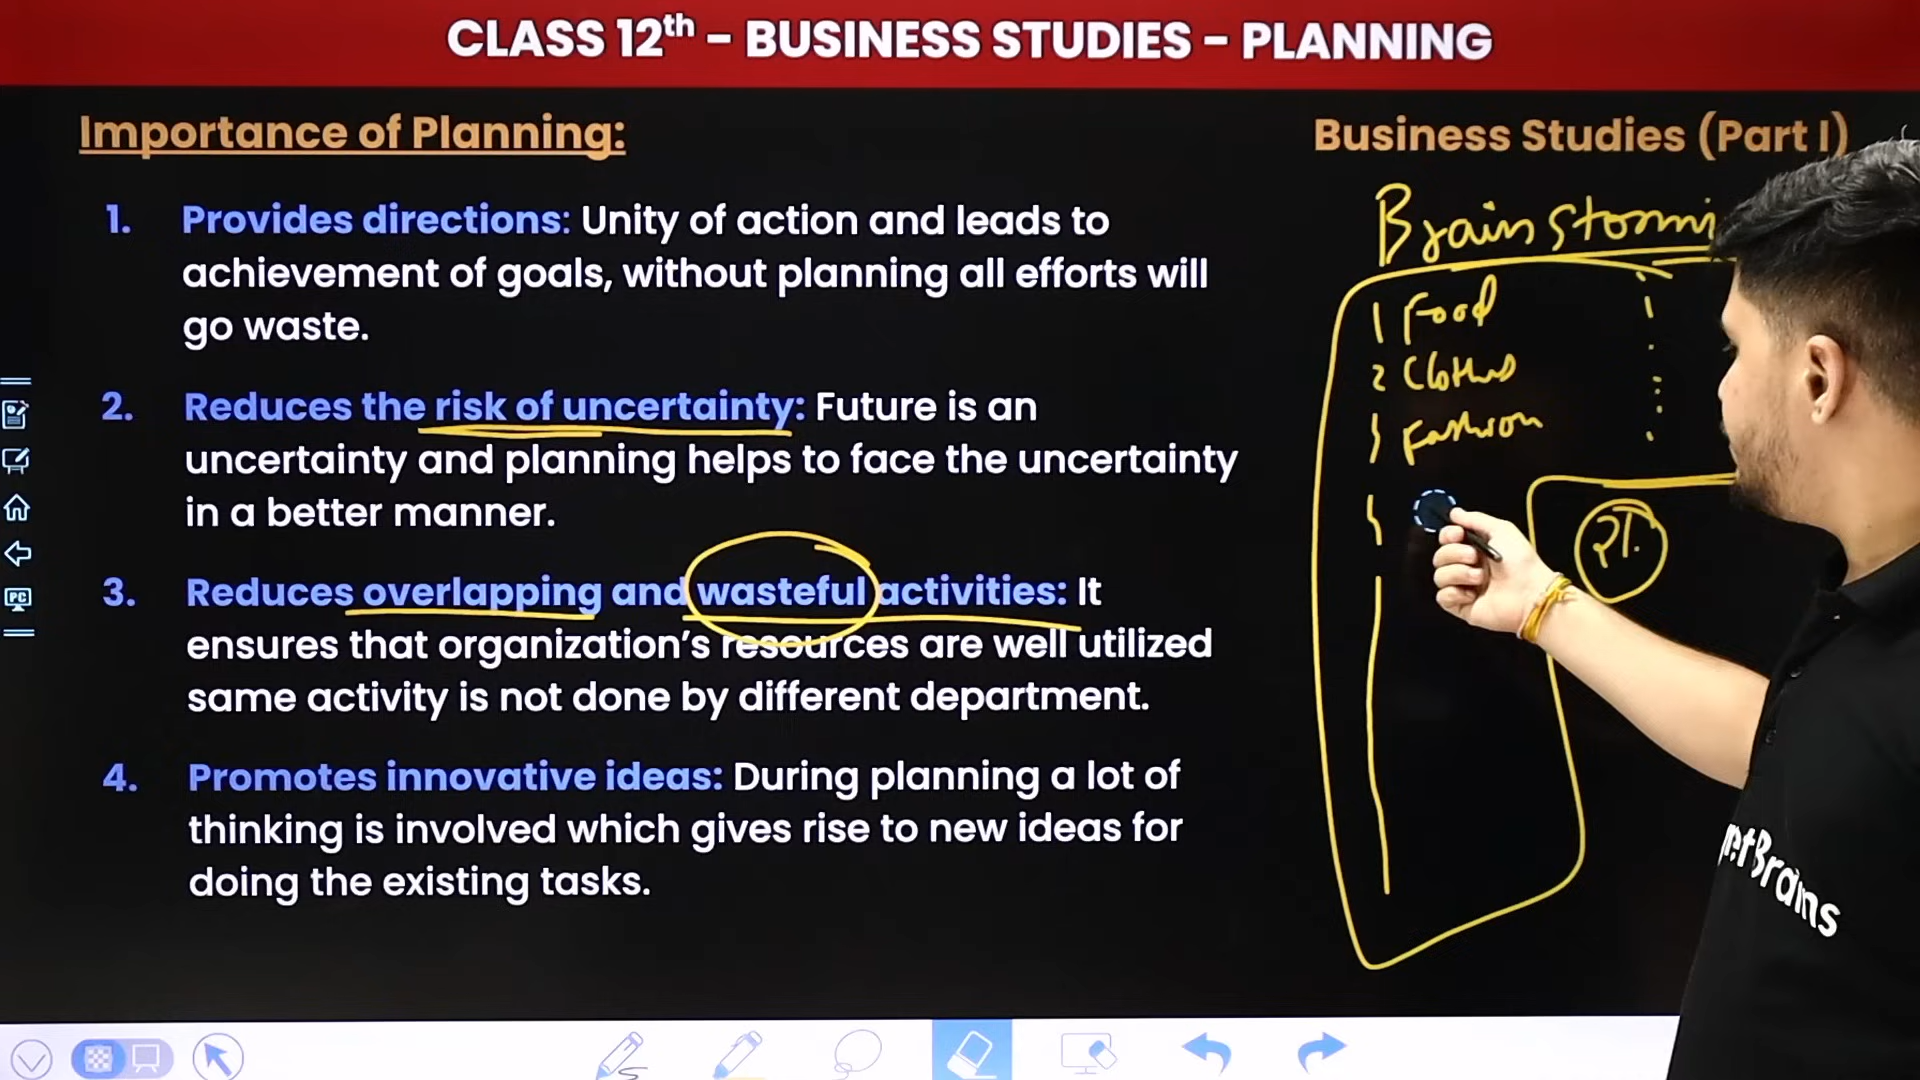 CLASS 12th – BUSINESS STUDIES – PLANNING
Importance of Planning:
1. Provides directions: Unity of action and leads to
achievement of goals, without planning all efforts will
go waste.
2. Reduces the risk of uncertainty: Future is an
uncertainty and planning helps to face the uncertainty
in a better manner.
3. Reduces overlapping and wasteful activities: It
ensures that organization's resources are well utilized
same activity is not done by different department.
4. Promotes innovative ideas: During planning a lot of
thinking is involved which gives rise to new ideas for
doing the existing tasks.
Business Studies (Part I)
Brainstormi
1 Food
2 Clothes
3 Fashion
PC